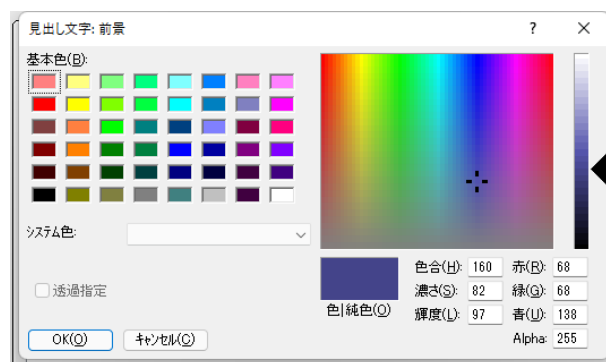 見出し文字: 前景
? ×
基本色(B):
システム色:
透過指定
OK(O)
キャンセル(C)
色|純色(O)
色合(H): 160
濃さ(S): 82
輝度(L): 97
赤(R): 68
緑(G): 68
青(U): 138
Alpha: 255